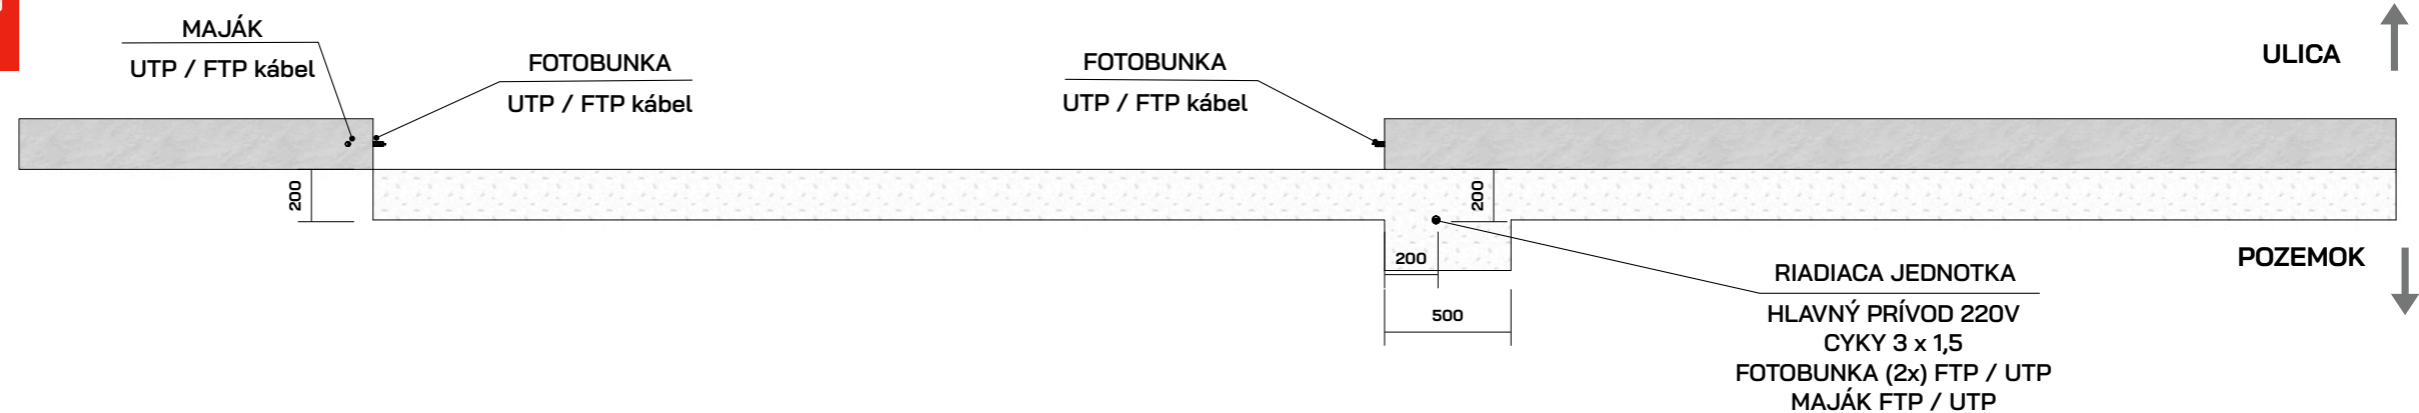 MAJÁK
UTP / FTP kábel
FOTOBUNKA
UTP / FTP kábel
FOTOBUNKA
UTP / FTP kábel
ULICA
200
200
200
500
POZEMOK
RIADIACA JEDNOTKA
HLAVNÝ PRÍVOD 220V
CYKY 3 x 1,5
FOTOBUNKA (2x) FTP / UTP
MAJÁK FTP / UTP